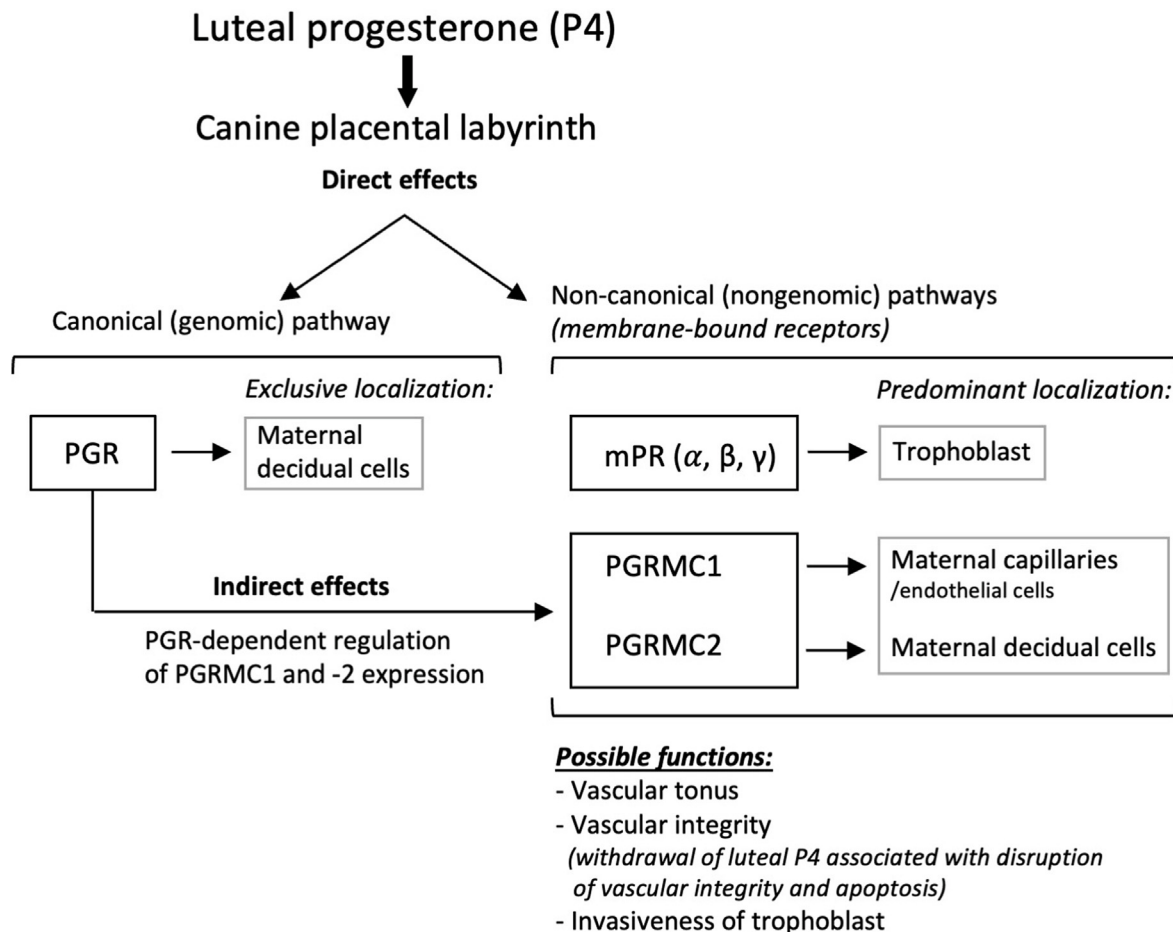 Luteal progesterone (P4)
Canine placental labyrinth
Direct effects
Canonical (genomic) pathway
Exclusive localization:
PGR
Maternal
decidual cells
Indirect effects
PGR-dependent regulation
of PGRMC1 and -2 expression
Non-canonical (nongenomic) pathways
(membrane-bound receptors)
Predominant localization:
mPR (α, β, γ)
Trophoblast
PGRMC1
Maternal capillaries
/endothelial cells
PGRMC2
Maternal decidual cells
Possible functions:
- Vascular tonus
- Vascular integrity
(withdrawal of luteal P4 associated with disruption
of vascular integrity and apoptosis)
- Invasiveness of trophoblast